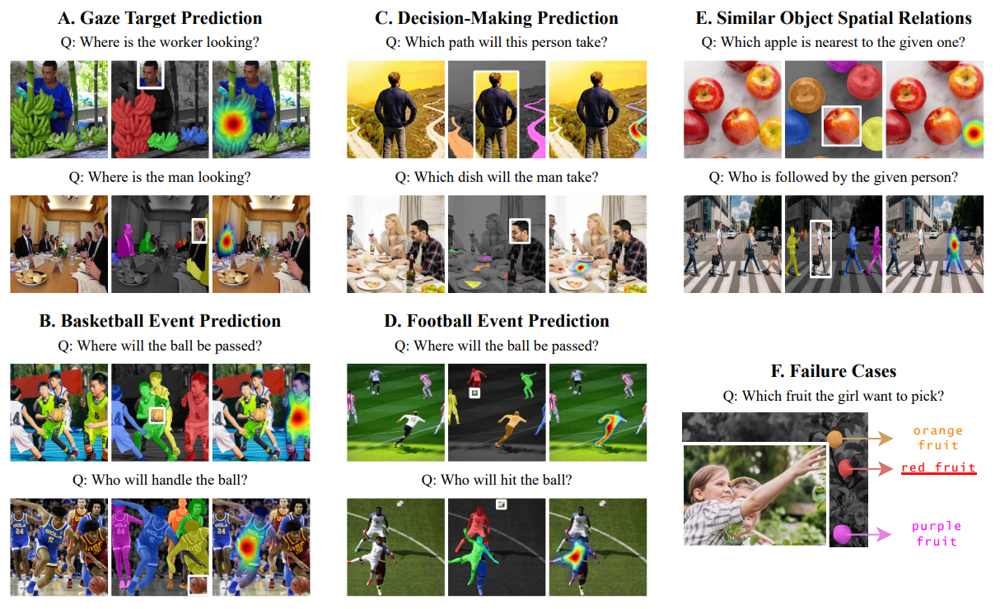 A. Gaze Target Prediction
Q: Where is the worker looking?
Q: Where is the man looking?
B. Basketball Event Prediction
Q: Where will the ball be passed?
Q: Who will handle the ball?
C. Decision-Making Prediction
Q: Which path will this person take?
Q: Which dish will the man take?
D. Football Event Prediction
Q: Where will the ball be passed?
Q: Who will hit the ball?
E. Similar Object Spatial Relations
Q: Which apple is nearest to the given one?
Q: Who is followed by the given person?
F. Failure Cases
Q: Which fruit the girl want to pick?
orange
fruit
red fruit
purple
fruit